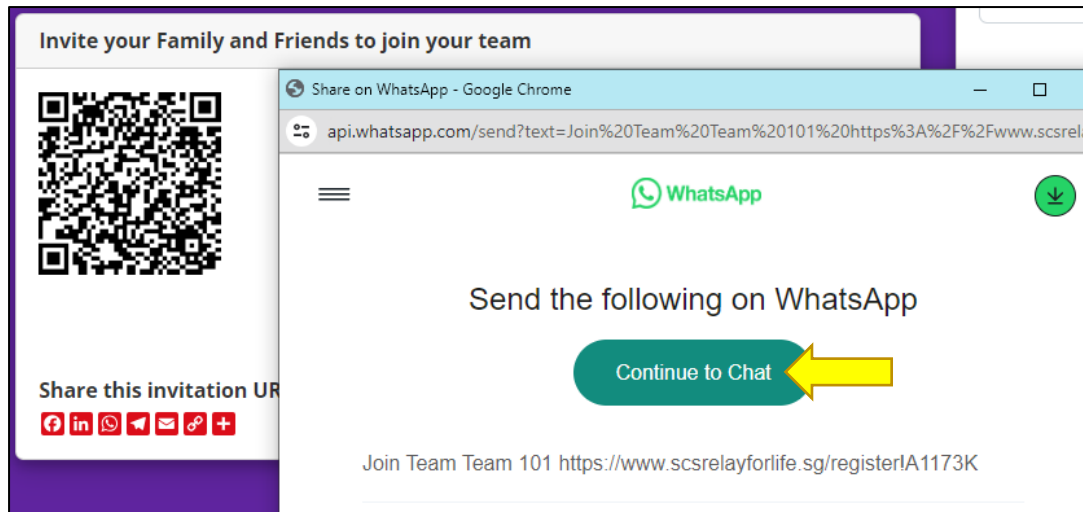 Invite your Family and Friends to join your team
Share on WhatsApp - Google Chrome
api.whatsapp.com/send?text=Join%20Team%20Team%20101%20https%3A%2F%2Fwww.scsrel
WhatsApp
Send the following on WhatsApp
Continue to Chat
Share this invitation UR
Join Team Team 101 https://www.scsrelayforlife.sg/register!A1173K